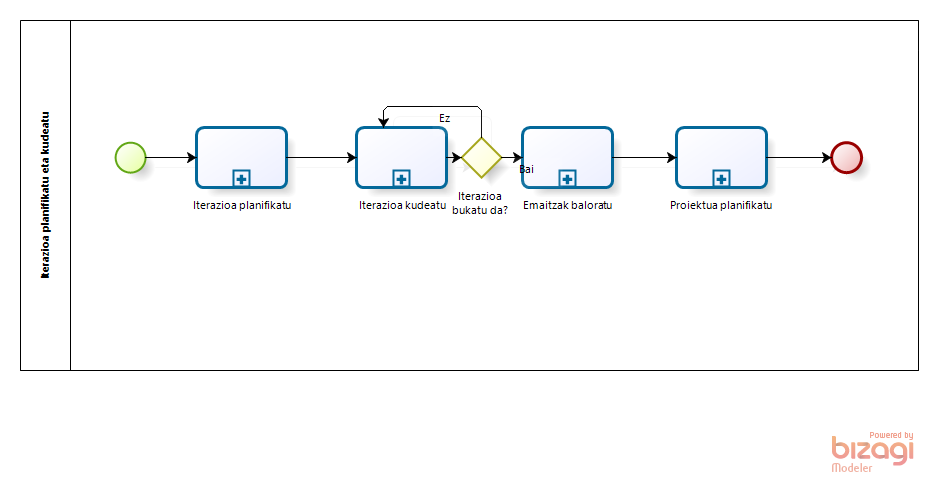 Iterazioa planifikatu eta kudeatu
Ez
Bai
Iterazioa planifikatu
Iterazioa kudeatu
Iterazioa
bukatu da?
Emaitzak baloratu
Proiektua planifikatu
Powered by
bizagi
Modeler